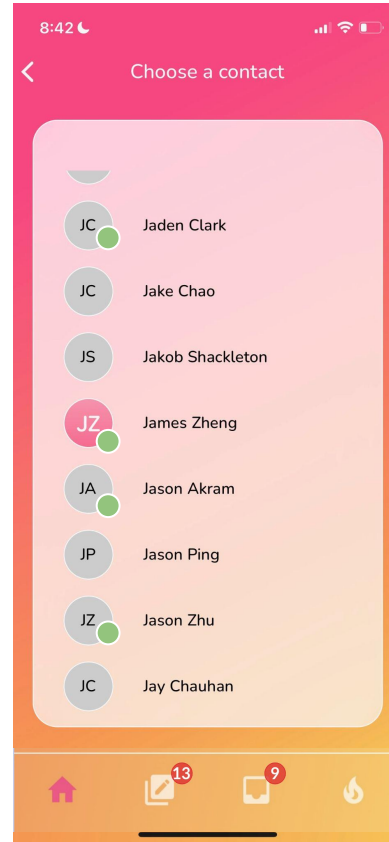 8:42
Choose a contact
JC Jaden Clark
JC Jake Chao
JS Jakob Shackleton
JZ James Zheng
JA Jason Akram
JP Jason Ping
JZ Jason Zhu
JC Jay Chauhan
13 9